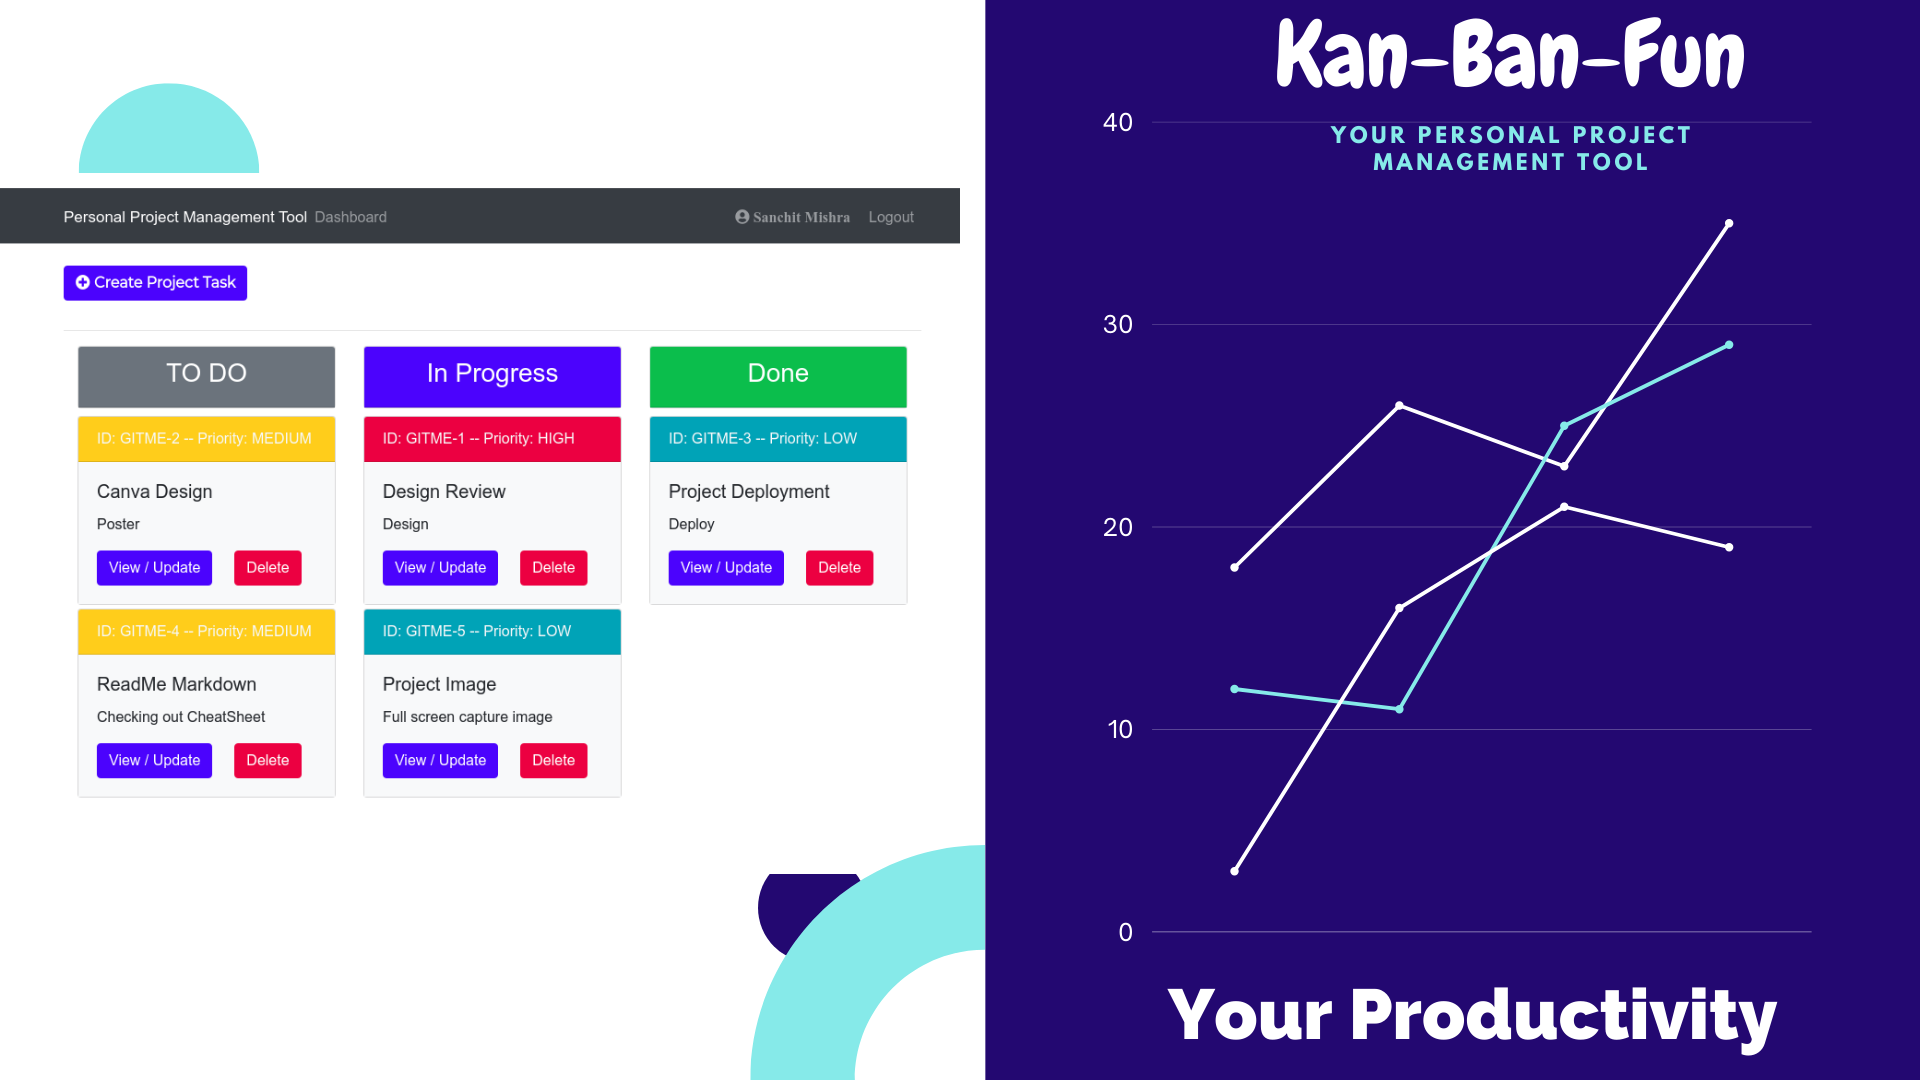 Personal Project Management Tool Dashboard Sanchit Mishra Logout
Create Project Task
TO DO
ID: GITME-2 -- Priority: MEDIUM
Canva Design
Poster
View / Update Delete
ID: GITME-4 -- Priority: MEDIUM
ReadMe Markdown
Checking out CheatSheet
View / Update Delete
In Progress
ID: GITME-1 -- Priority: HIGH
Design Review
Design
View / Update Delete
ID: GITME-5 -- Priority: LOW
Project Image
Full screen capture image
View / Update Delete
Done
ID: GITME-3 -- Priority: LOW
Project Deployment
Deploy
View / Update Delete
Kan-Ban-Fun
YOUR PERSONAL PROJECT
MANAGEMENT TOOL
40
30
20
10
0
Your Productivity